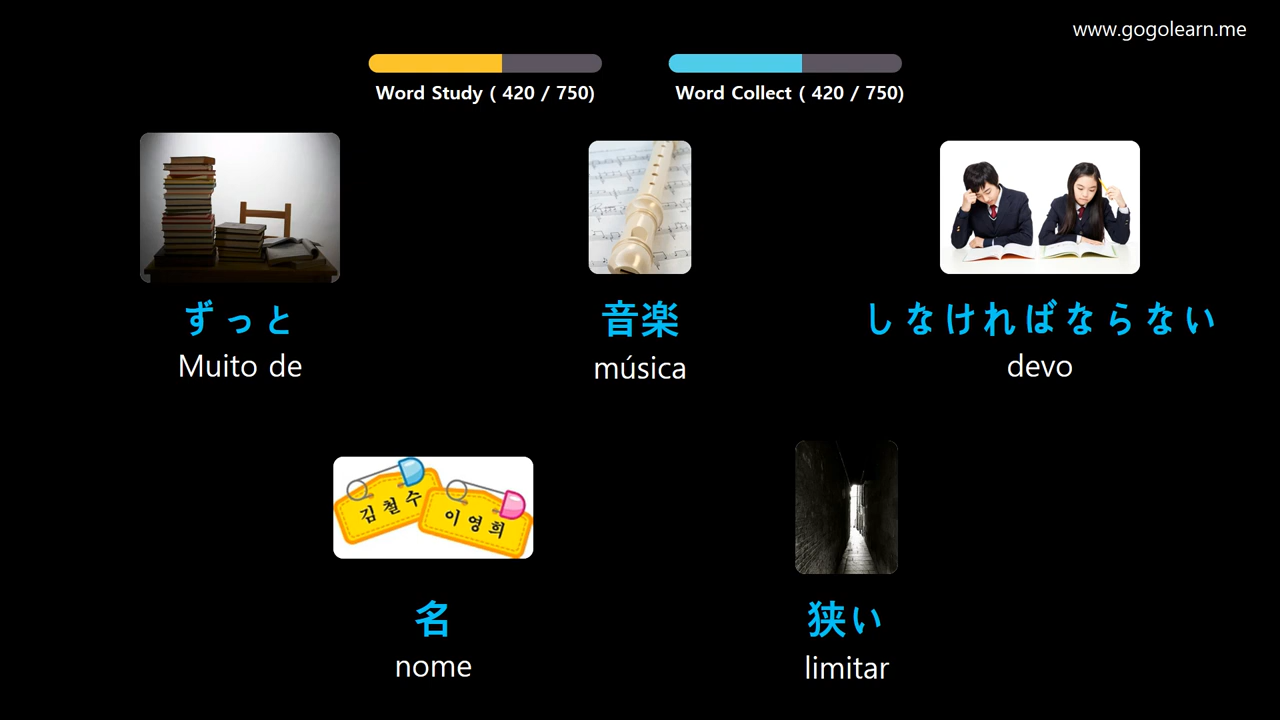 www.gogolearn.me
Word Study ( 420 / 750)
Word Collect ( 420 / 750)
ずっと
Muito de
音楽
música
しなければならない
devo
김철수
이영희
名
nome
狭い
limitar